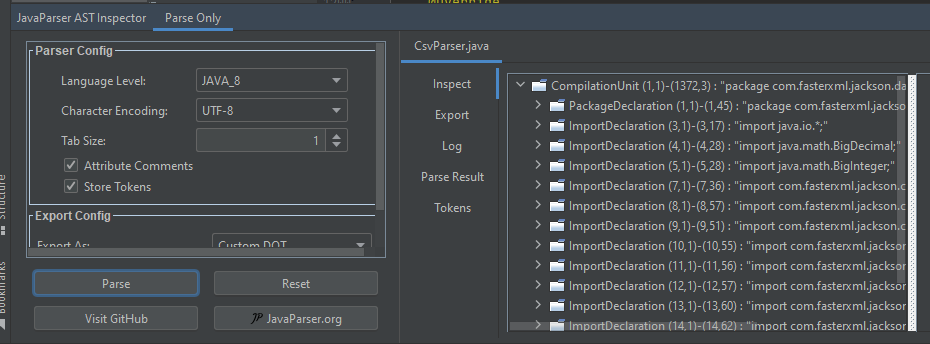 JavaParser AST Inspector
Parse Only
Parser Config
Language Level:
JAVA_8
Character Encoding:
UTF-8
Tab Size:
1
Attribute Comments
Store Tokens
Export Config
Export As:
Custom DOT
Parse
Reset
Visit GitHub
JP JavaParser.org
Structure
Bookmarks
CsvParser.java
Inspect
Export
Log
Parse Result
Tokens
CompilationUnit (1,1)-(1372,3) : "package com.fasterxml.jackson.da
PackageDeclaration (1,1)-(1,45) : "package com.fasterxml.jackso
ImportDeclaration (3,1)-(3,17) : "import java.io.*;"
ImportDeclaration (4,1)-(4,28) : "import java.math.BigDecimal;"
ImportDeclaration (5,1)-(5,28) : "import java.math.BigInteger;"
ImportDeclaration (7,1)-(7,36) : "import com.fasterxml.jackson.c
ImportDeclaration (8,1)-(8,57) : "import com.fasterxml.jackson.c
ImportDeclaration (9,1)-(9,51) : "import com.fasterxml.jackson.c
ImportDeclaration (10,1)-(10,55) : "import com.fasterxml.jackson
ImportDeclaration (11,1)-(11,56) : "import com.fasterxml.jackson
ImportDeclaration (12,1)-(12,57) : "import com.fasterxml.jackson
ImportDeclaration (13,1)-(13,60) : "import com.fasterxml.jackson
ImportDeclaration (14,1)-(14,62) : "import com.fasterxml.jackson